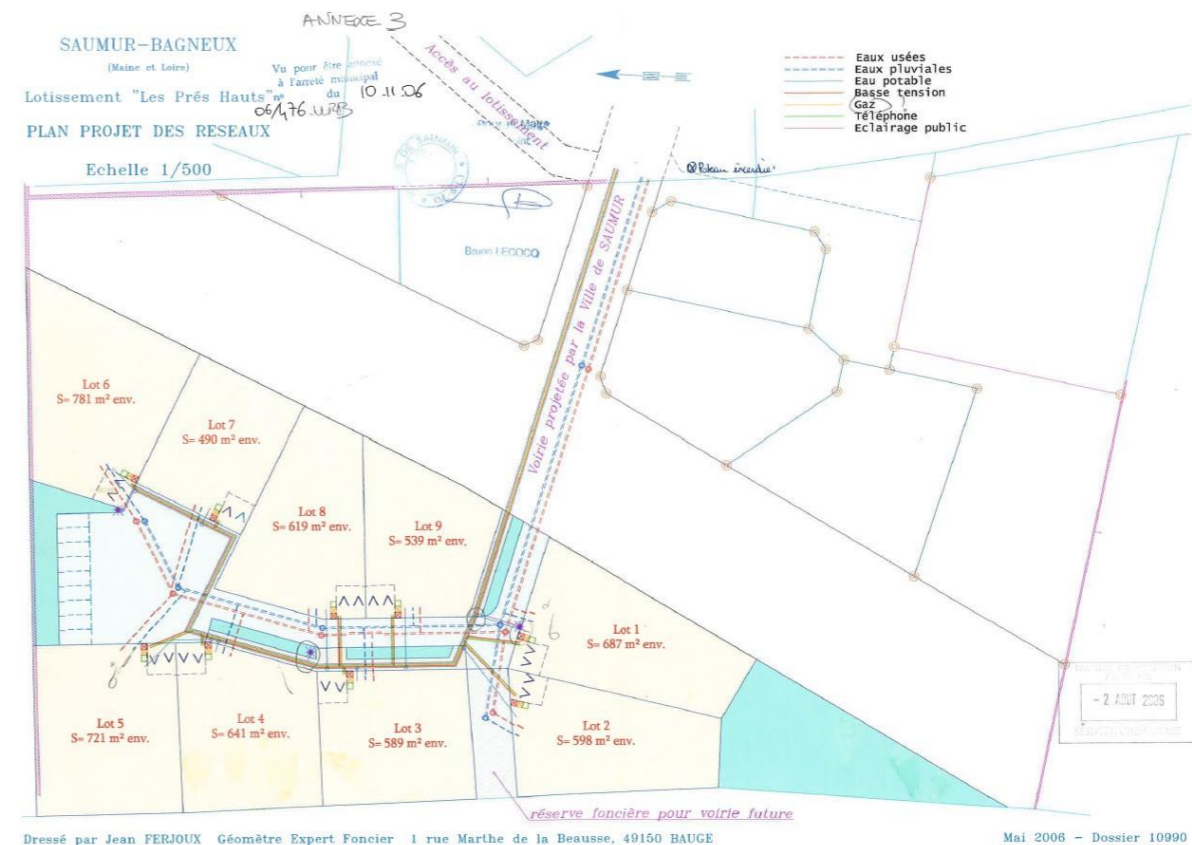 ANNEXE 3
SAUMUR-BAGNEUX
(Maine et Loire)
Vu pour être annexé
à l'arreté municipal
n° du 10.11.06
Lotissement "Les Prés Hauts"
PLAN PROJET DES RESEAUX
Echelle 1/500
Accès au lotissement
Eaux usées
Eaux pluviales
Eau potable
Basse tension
Gaz
Téléphone
Eclairage public
Poteau incendie
Bruno LECOCQ
Voirie projetée par la Ville de SAUMUR
Lot 6
S= 781 m² env.
Lot 7
S= 490 m² env.
Lot 8
S= 619 m² env.
Lot 9
S= 539 m² env.
Lot 1
S= 687 m² env.
Lot 5
S= 721 m² env.
Lot 4
S= 641 m² env.
Lot 3
S= 589 m² env.
Lot 2
S= 598 m² env.
- 2 AOUT 2006
réserve foncière pour voirie future
Dressé par Jean FERJOUX Géomètre Expert Foncier 1 rue Marthe de la Beausse, 49150 BAUGE
Mai 2006 - Dossier 10990